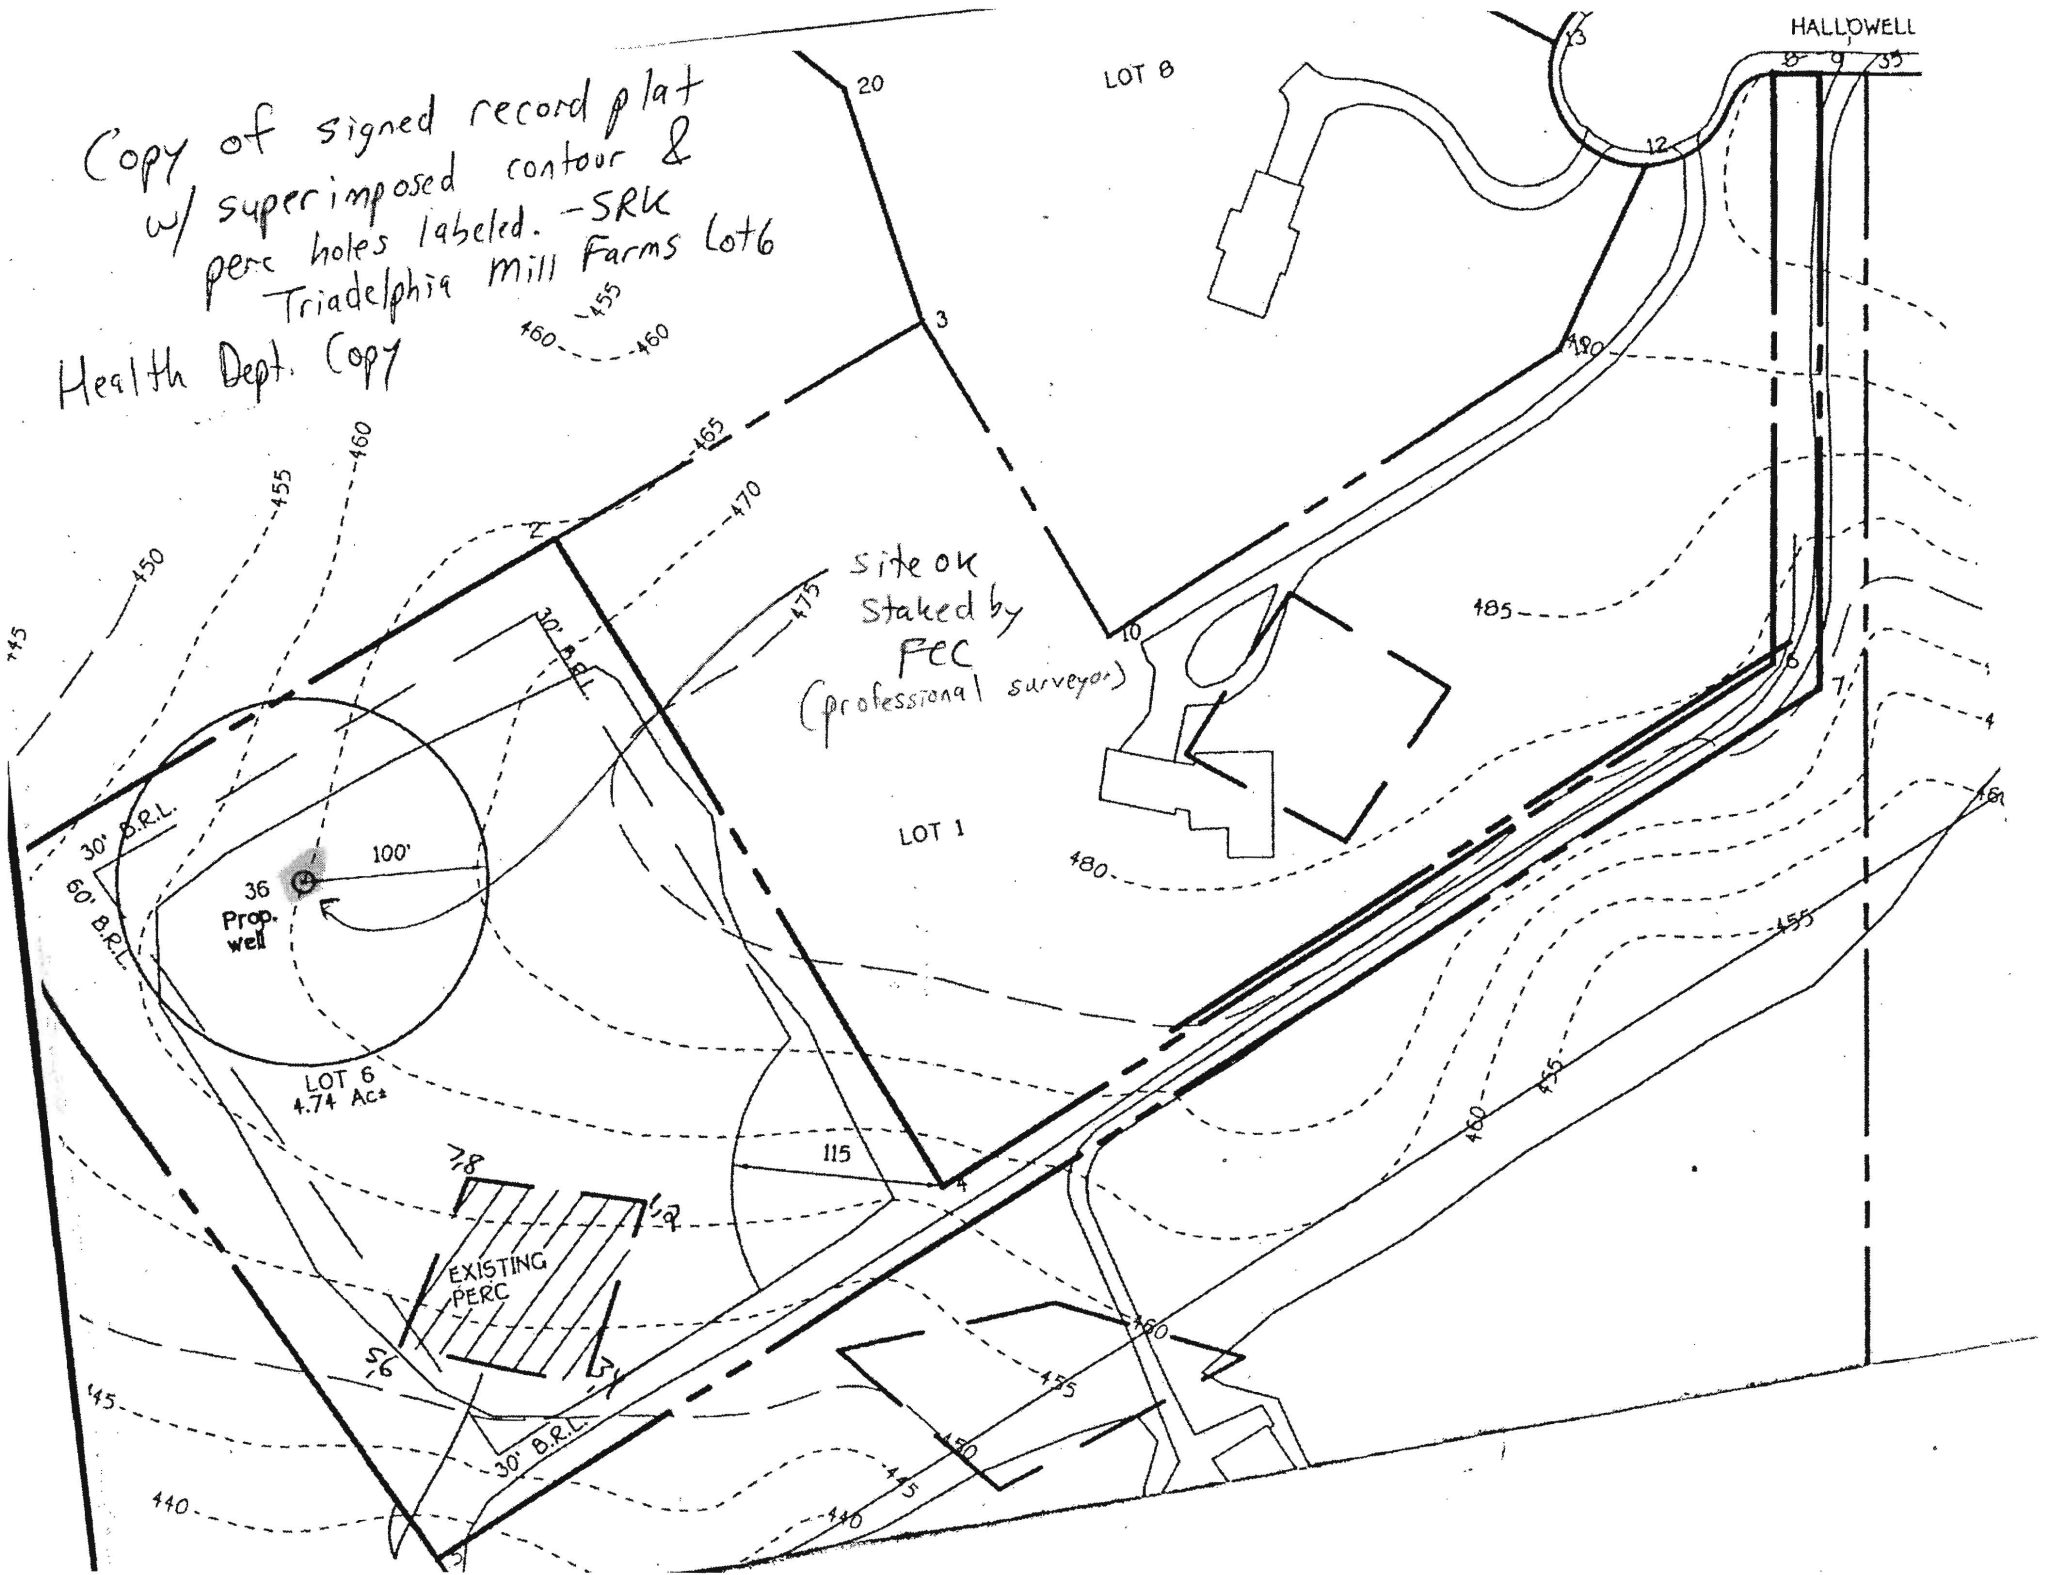 HALLOWELL
8 9 35
13
LOT 8
20
12
Copy of signed record plat
w/ superimposed contour &
perc holes labeled. -SRK
Triadelphia Mill Farms Lot 6
Health Dept. Copy
455
460
460
3
460
465
455
470
2
450
site ok
staked by
FCC
(professional surveyor)
475
10
485
30' B.R.L.
6
7
LOT 1
480
30' B.R.L.
60' B.R.L.
100'
36
Prop.
well
455
LOT 6
4.74 Ac±
455
460
115
4
7,8
1,2
EXISTING
PERC
5,6
3,4
460
455
450
445
440
30' B.R.L.
445
440
5